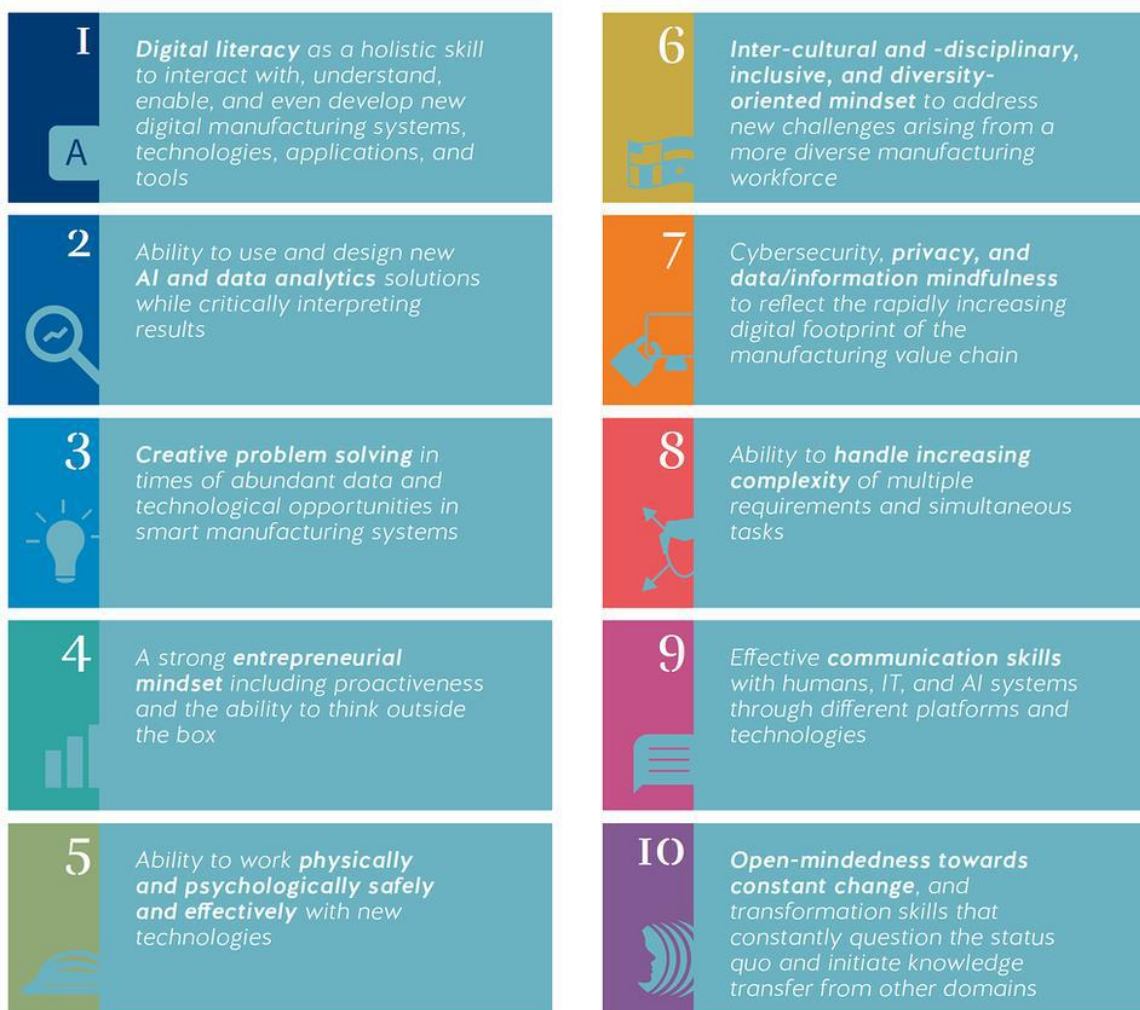 1
Digital literacy as a holistic skill
to interact with, understand,
enable, and even develop new
digital manufacturing systems,
technologies, applications, and
tools
A
2
Ability to use and design new
AI and data analytics solutions
while critically interpreting
results
3
Creative problem solving in
times of abundant data and
technological opportunities in
smart manufacturing systems
4
A strong entrepreneurial
mindset including proactiveness
and the ability to think outside
the box
5
Ability to work physically
and psychologically safely
and effectively with new
technologies
6
Inter-cultural and -disciplinary,
inclusive, and diversity-
oriented mindset to address
new challenges arising from a
more diverse manufacturing
workforce
7
Cybersecurity, privacy, and
data/information mindfulness
to reflect the rapidly increasing
digital footprint of the
manufacturing value chain
8
Ability to handle increasing
complexity of multiple
requirements and simultaneous
tasks
9
Effective communication skills
with humans, IT, and AI systems
through different platforms and
technologies
10
Open-mindedness towards
constant change, and
transformation skills that
constantly question the status
quo and initiate knowledge
transfer from other domains